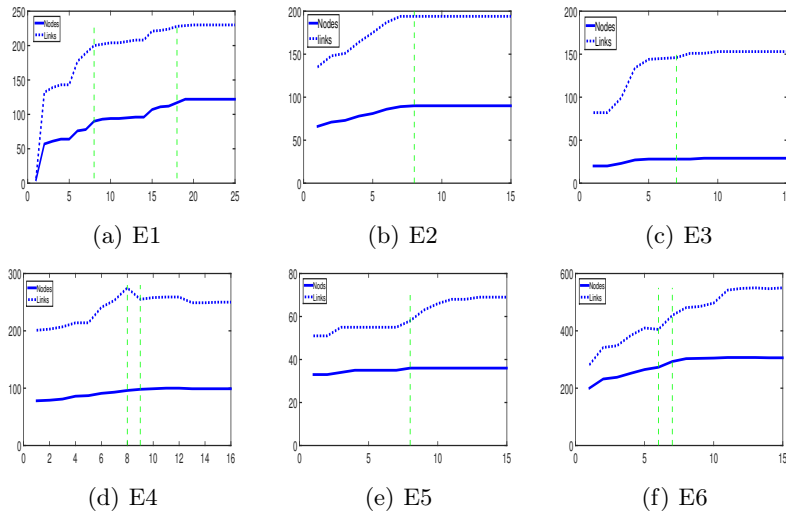 250
200
150
100
50
0
Nodes
Links
0 5 10 15 20 25
(a) E1
200
150
100
50
0
Nodes
links
0 5 10 15
(b) E2
200
150
100
50
0
Nodes
Links
0 5 10 15
(c) E3
300
200
100
0
Nodes
Links
0 2 4 6 8 10 12 14 16
(d) E4
80
60
40
20
0
Nods
Links
0 5 10 15
(e) E5
600
400
200
0
Nodes
Links
0 5 10 15
(f) E6